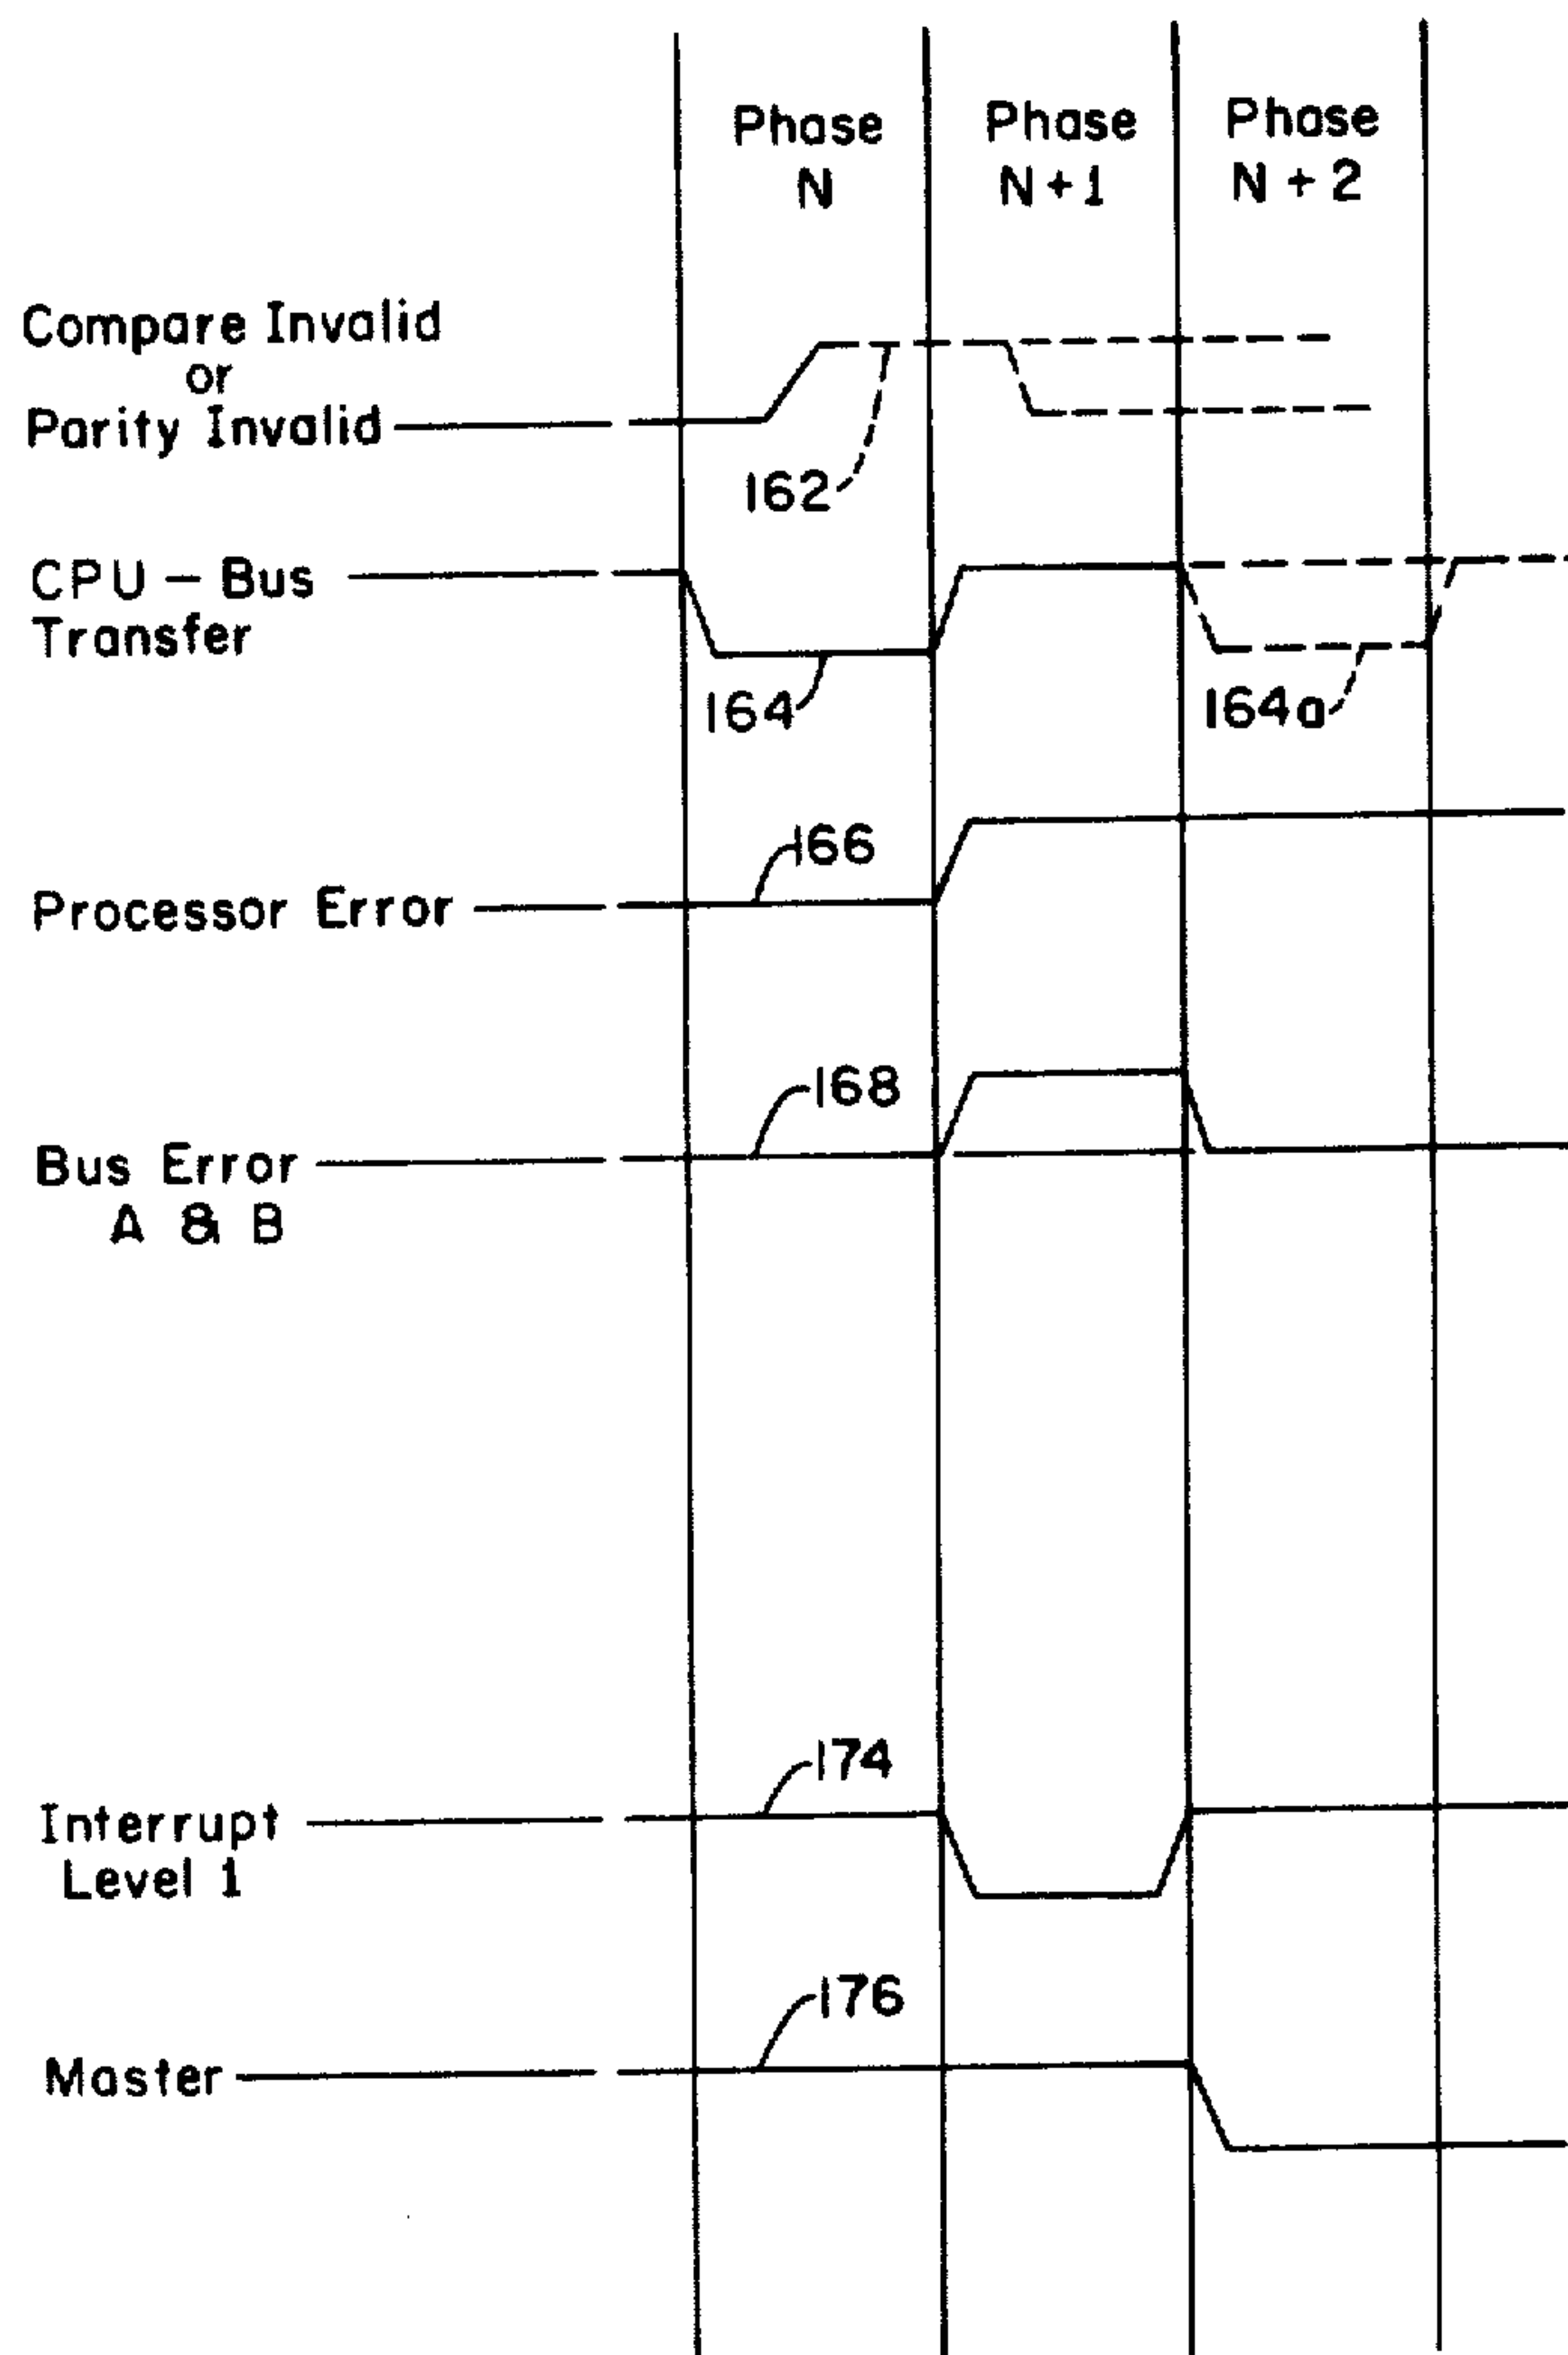 Phase
N
Phase
N + 1
Phase
N + 2
Compare Invalid
or
Parity Invalid
162
CPU – Bus
Transfer
164
164a
166
Processor Error
168
Bus Error
A & B
174
Interrupt
Level 1
176
Master